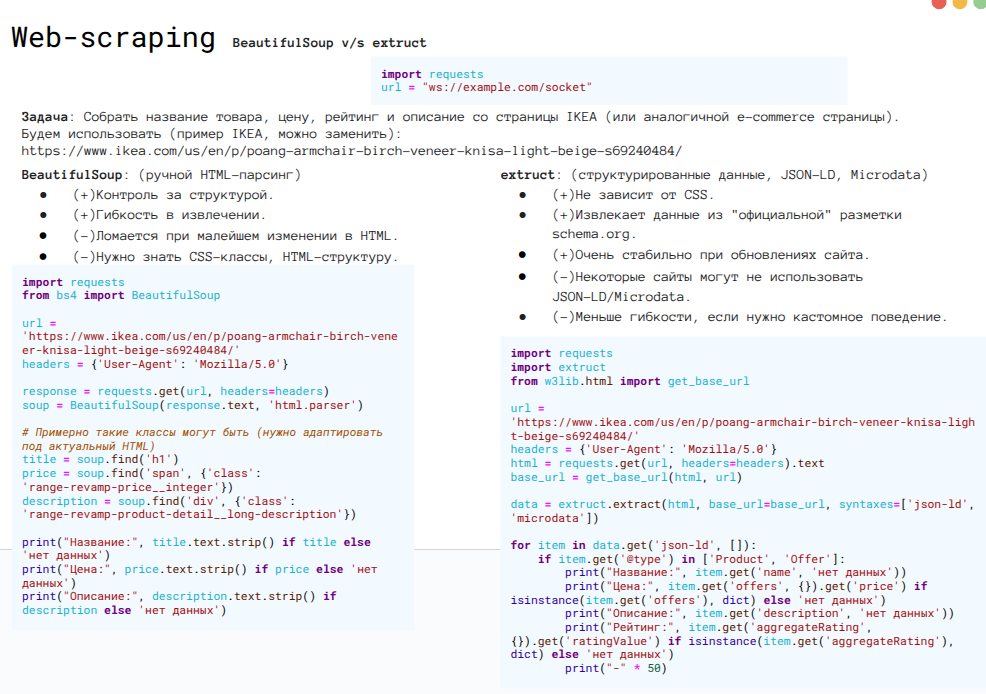 Web-scraping BeautifulSoup v/s extruct
import requests
url = "ws://example.com/socket"
Задача: Собрать название товара, цену, рейтинг и описание со страницы IKEA (или аналогичной e-commerce страницы).
Будем использовать (пример IKEA, можно заменить):
https://www.ikea.com/us/en/p/poang-armchair-birch-veneer-knisa-light-beige-s69240484/
BeautifulSoup: (ручной HTML-парсинг)
● (+)Контроль за структурой.
● (+)Гибкость в извлечении.
● (-)Ломается при малейшем изменении в HTML.
● (-)Нужно знать CSS-классы, HTML-структуру.
import requests
from bs4 import BeautifulSoup
url =
'https://www.ikea.com/us/en/p/poang-armchair-birch-vene
er-knisa-light-beige-s69240484/'
headers = {'User-Agent': 'Mozilla/5.0'}
response = requests.get(url, headers=headers)
soup = BeautifulSoup(response.text, 'html.parser')
# Примерно такие классы могут быть (нужно адаптировать
под актуальный HTML)
title = soup.find('h1')
price = soup.find('span', {'class':
'range-revamp-price__integer'})
description = soup.find('div', {'class':
'range-revamp-product-detail__long-description'})
print("Название:", title.text.strip() if title else
'нет данных')
print("Цена:", price.text.strip() if price else 'нет
данных')
print("Описание:", description.text.strip() if
description else 'нет данных')
extruct: (структурированные данные, JSON-LD, Microdata)
● (+)Не зависит от CSS.
● (+)Извлекает данные из "официальной" разметки
schema.org.
● (+)Очень стабильно при обновлениях сайта.
● (-)Некоторые сайты могут не использовать
JSON-LD/Microdata.
● (-)Меньше гибкости, если нужно кастомное поведение.
import requests
import extruct
from w3lib.html import get_base_url
url =
'https://www.ikea.com/us/en/p/poang-armchair-birch-veneer-knisa-ligh
t-beige-s69240484/'
headers = {'User-Agent': 'Mozilla/5.0'}
html = requests.get(url, headers=headers).text
base_url = get_base_url(html, url)
data = extruct.extract(html, base_url=base_url, syntaxes=['json-ld',
'microdata'])
for item in data.get('json-ld', []):
if item.get('@type') in ['Product', 'Offer']:
print("Название:", item.get('name', 'нет данных'))
print("Цена:", item.get('offers', {}).get('price') if
isinstance(item.get('offers'), dict) else 'нет данных')
print("Описание:", item.get('description', 'нет данных'))
print("Рейтинг:", item.get('aggregateRating',
{}).get('ratingValue') if isinstance(item.get('aggregateRating'),
dict) else 'нет данных')
print("-" * 50)